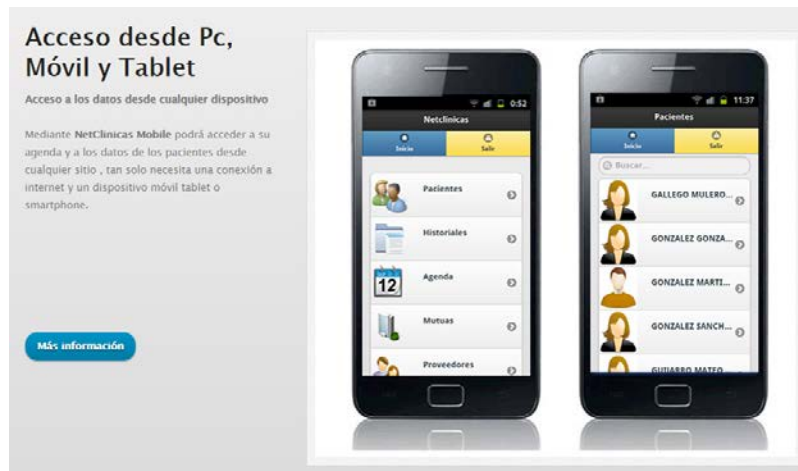 Acceso desde Pc,
Móvil y Tablet
Acceso a los datos desde cualquier dispositivo
Mediante NetClinicas Mobile podrá acceder a su
agenda y a los datos de los pacientes desde
cualquier sitio , tan solo necesita una conexión a
internet y un dispositivo móvil tablet o
smartphone.
Más información
0:52
Netclinicas
Inicio
Salir
Pacientes
Historiales
12
Agenda
Mutuas
Proveedores
11:37
Pacientes
Inicio
Salir
Buscar...
GALLEGO MULERO...
GONZALEZ GONZA...
GONZALEZ MARTI...
GONZALEZ SANCH...
MATEO